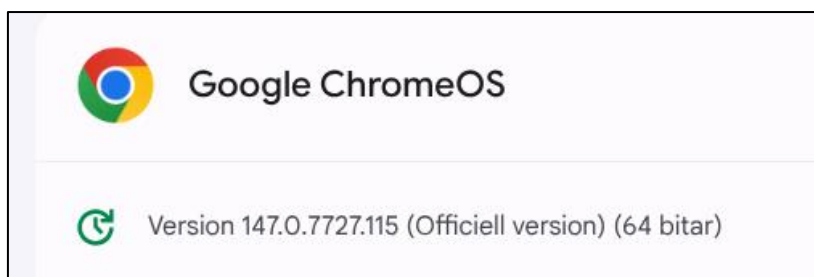 Google ChromeOS
Version 147.0.7727.115 (Officiell version) (64 bitar)